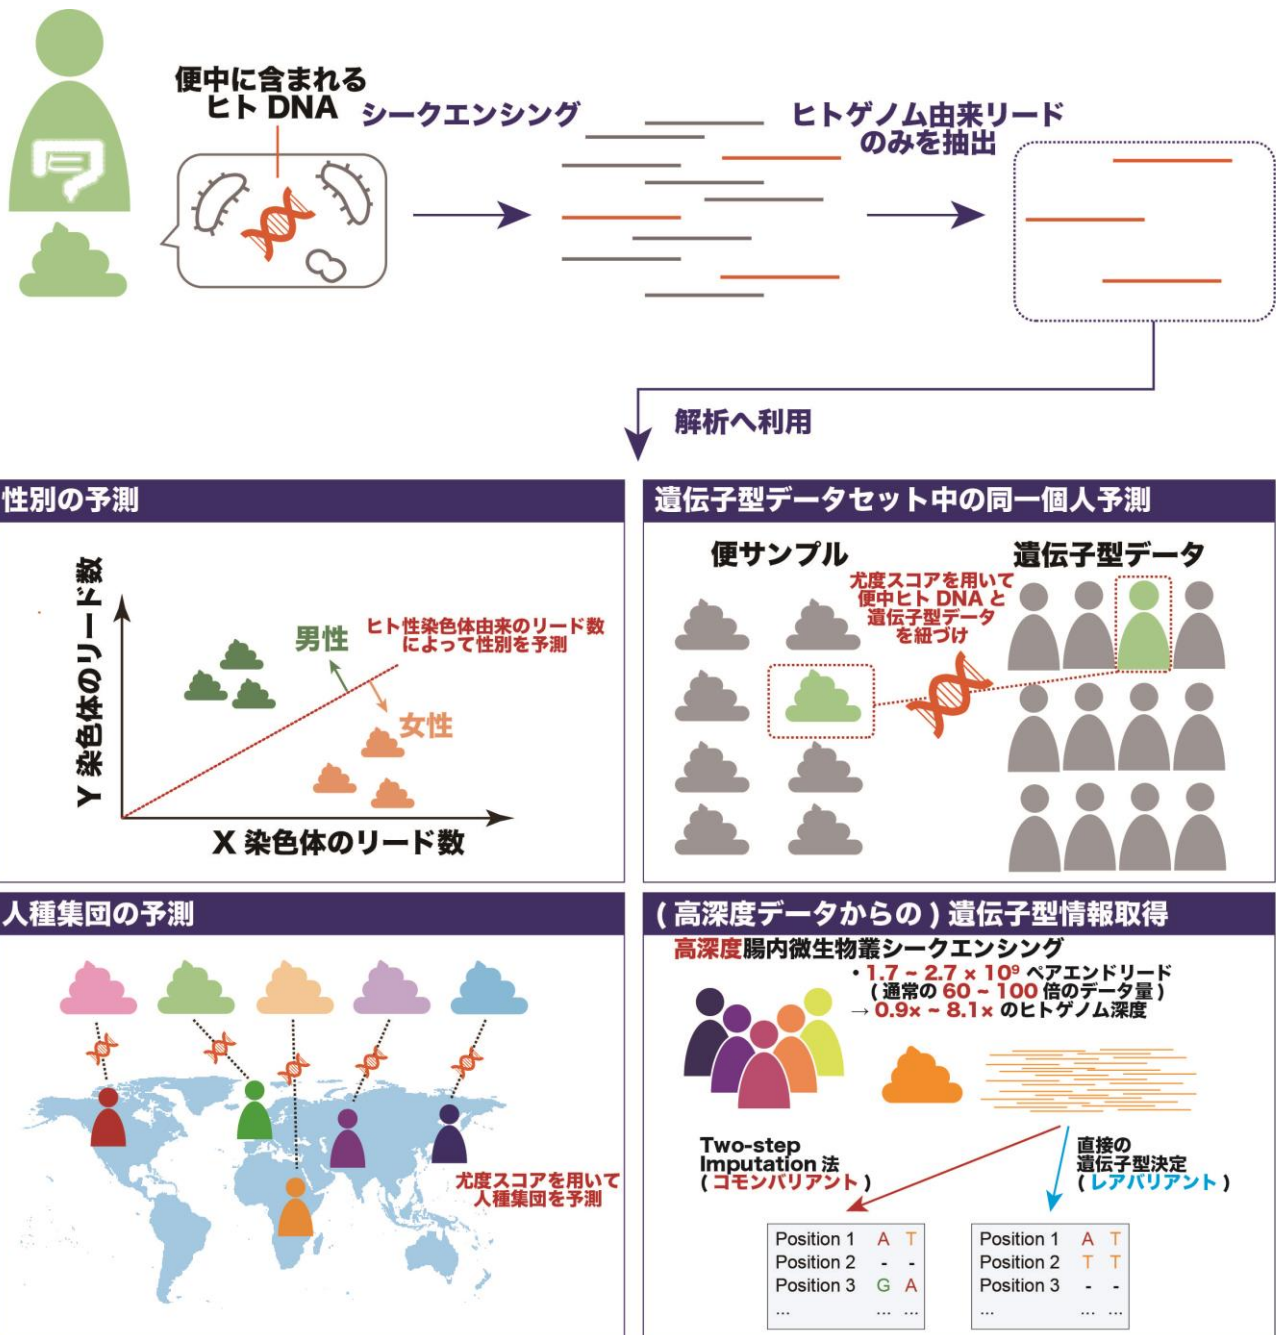 便中に含まれる
ヒト DNA
シークエンシング
ヒトゲノム由来リード
のみを抽出
解析へ利用
性別の予測
Y 染色体のリード数
男性
ヒト性染色体由来のリード数
によって性別を予測
女性
X 染色体のリード数
遺伝子型データセット中の同一個人予測
便サンプル
遺伝子型データ
尤度スコアを用いて
便中ヒト DNA と
遺伝子型データ
を紐づけ
人種集団の予測
尤度スコアを用いて
人種集団を予測
( 高深度データからの ) 遺伝子型情報取得
高深度腸内微生物叢シークエンシング
・1.7 ~ 2.7 × 10⁹ ペアエンドリード
( 通常の 60 ~ 100 倍のデータ量 )
→ 0.9× ~ 8.1× のヒトゲノム深度
Two-step
Imputation 法
( コモンバリアント )
直接の
遺伝子型決定
( レアバリアント )
Position 1 A T
Position 2 - -
Position 3 G A
... ... ...
Position 1 A T
Position 2 T T
Position 3 - -
... ... ...